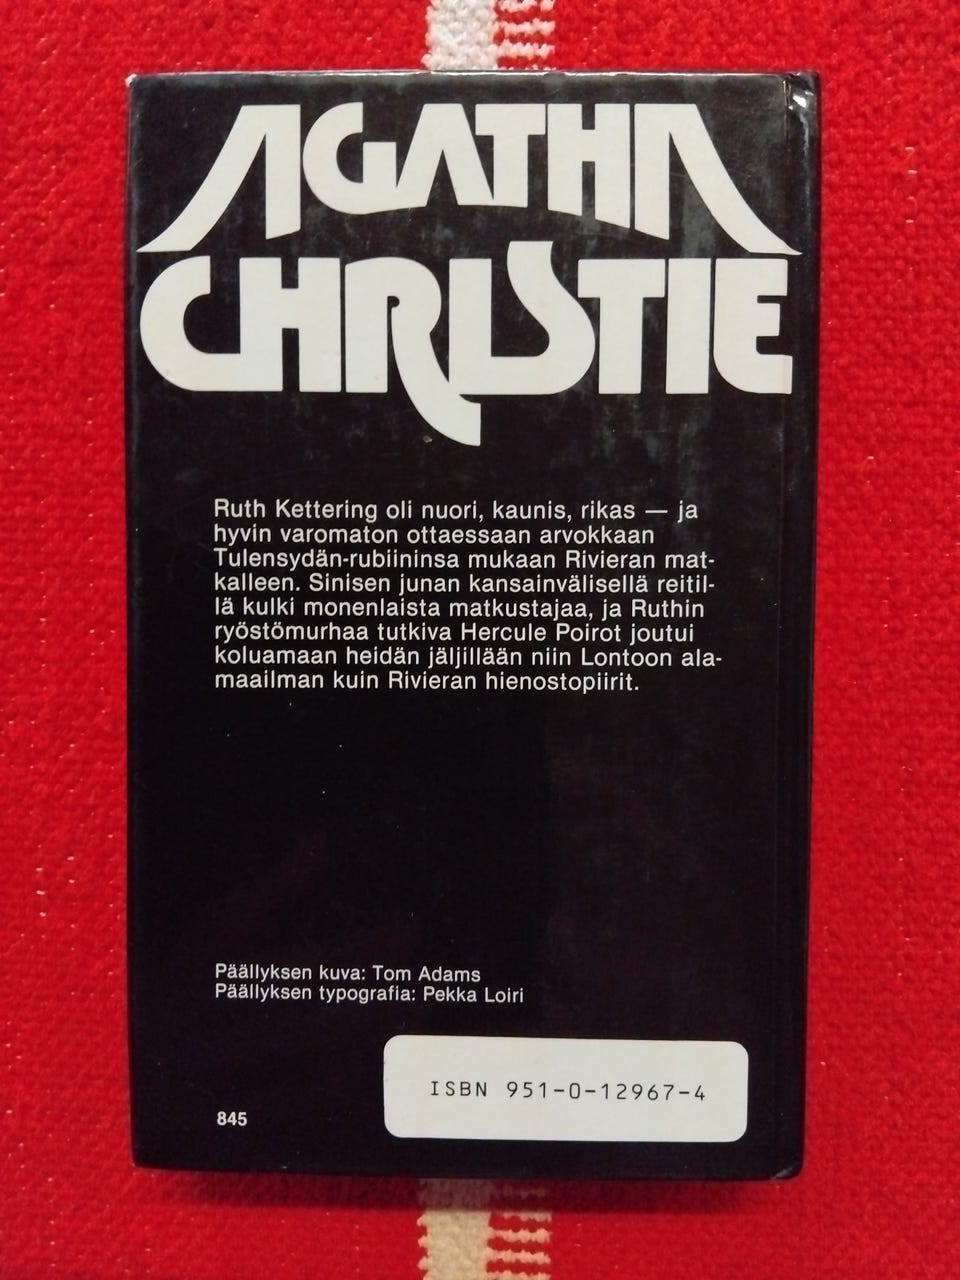 AGATHA
CHRISTIE
Ruth Kettering oli nuori, kaunis, rikas — ja
hyvin varomaton ottaessaan arvokkaan
Tulensydän-rubiininsa mukaan Rivieran mat-
kalleen. Sinisen junan kansainvälisellä reitil-
lä kulki monenlaista matkustajaa, ja Ruthin
ryöstömurhaa tutkiva Hercule Poirot joutui
koluamaan heidän jäljillään niin Lontoon ala-
maailman kuin Rivieran hienostopiirit.
Päällyksen kuva: Tom Adams
Päällyksen typografia: Pekka Loiri
ISBN 951-0-12967-4
845